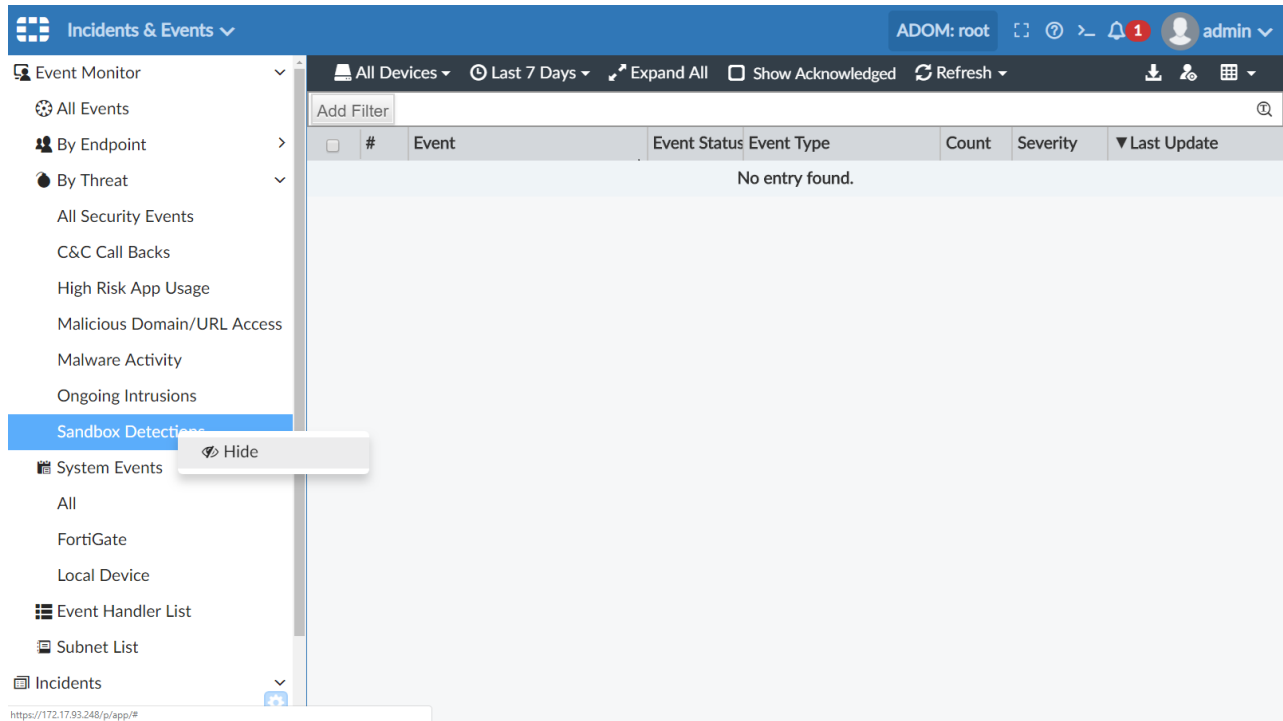 Incidents & Events
ADOM: root
1
admin
Event Monitor
All Events
By Endpoint
By Threat
All Security Events
C&C Call Backs
High Risk App Usage
Malicious Domain/URL Access
Malware Activity
Ongoing Intrusions
Sandbox Detections
Hide
System Events
All
FortiGate
Local Device
Event Handler List
Subnet List
Incidents
https://172.17.93.248/p/app/#
All Devices Last 7 Days Expand All Show Acknowledged Refresh
Add Filter
# Event Event Status Event Type Count Severity Last Update
No entry found.